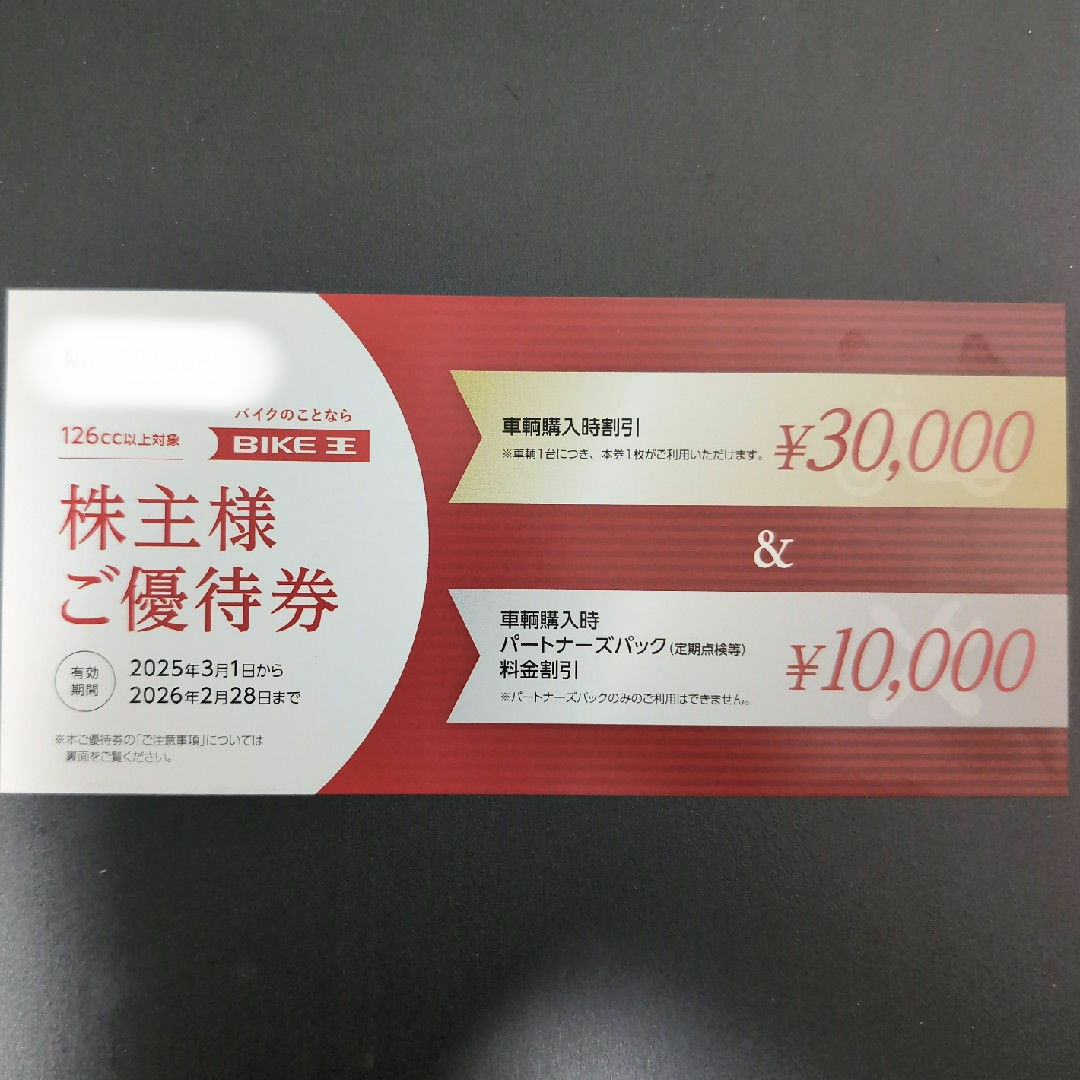 バイクのことなら
126cc以上対象
BIKE 王
株主様
ご優待券
有効
期間
2025年3月1日から
2026年2月28日まで
※本ご優待券の「ご注意事項」については
裏面をご覧ください。
車輌購入時割引
※車輌1台につき、本券1枚がご利用いただけます。
¥30,000
&
車輌購入時
パートナーズパック(定期点検等)
料金割引
※パートナーズパックのみのご利用はできません。
¥10,000